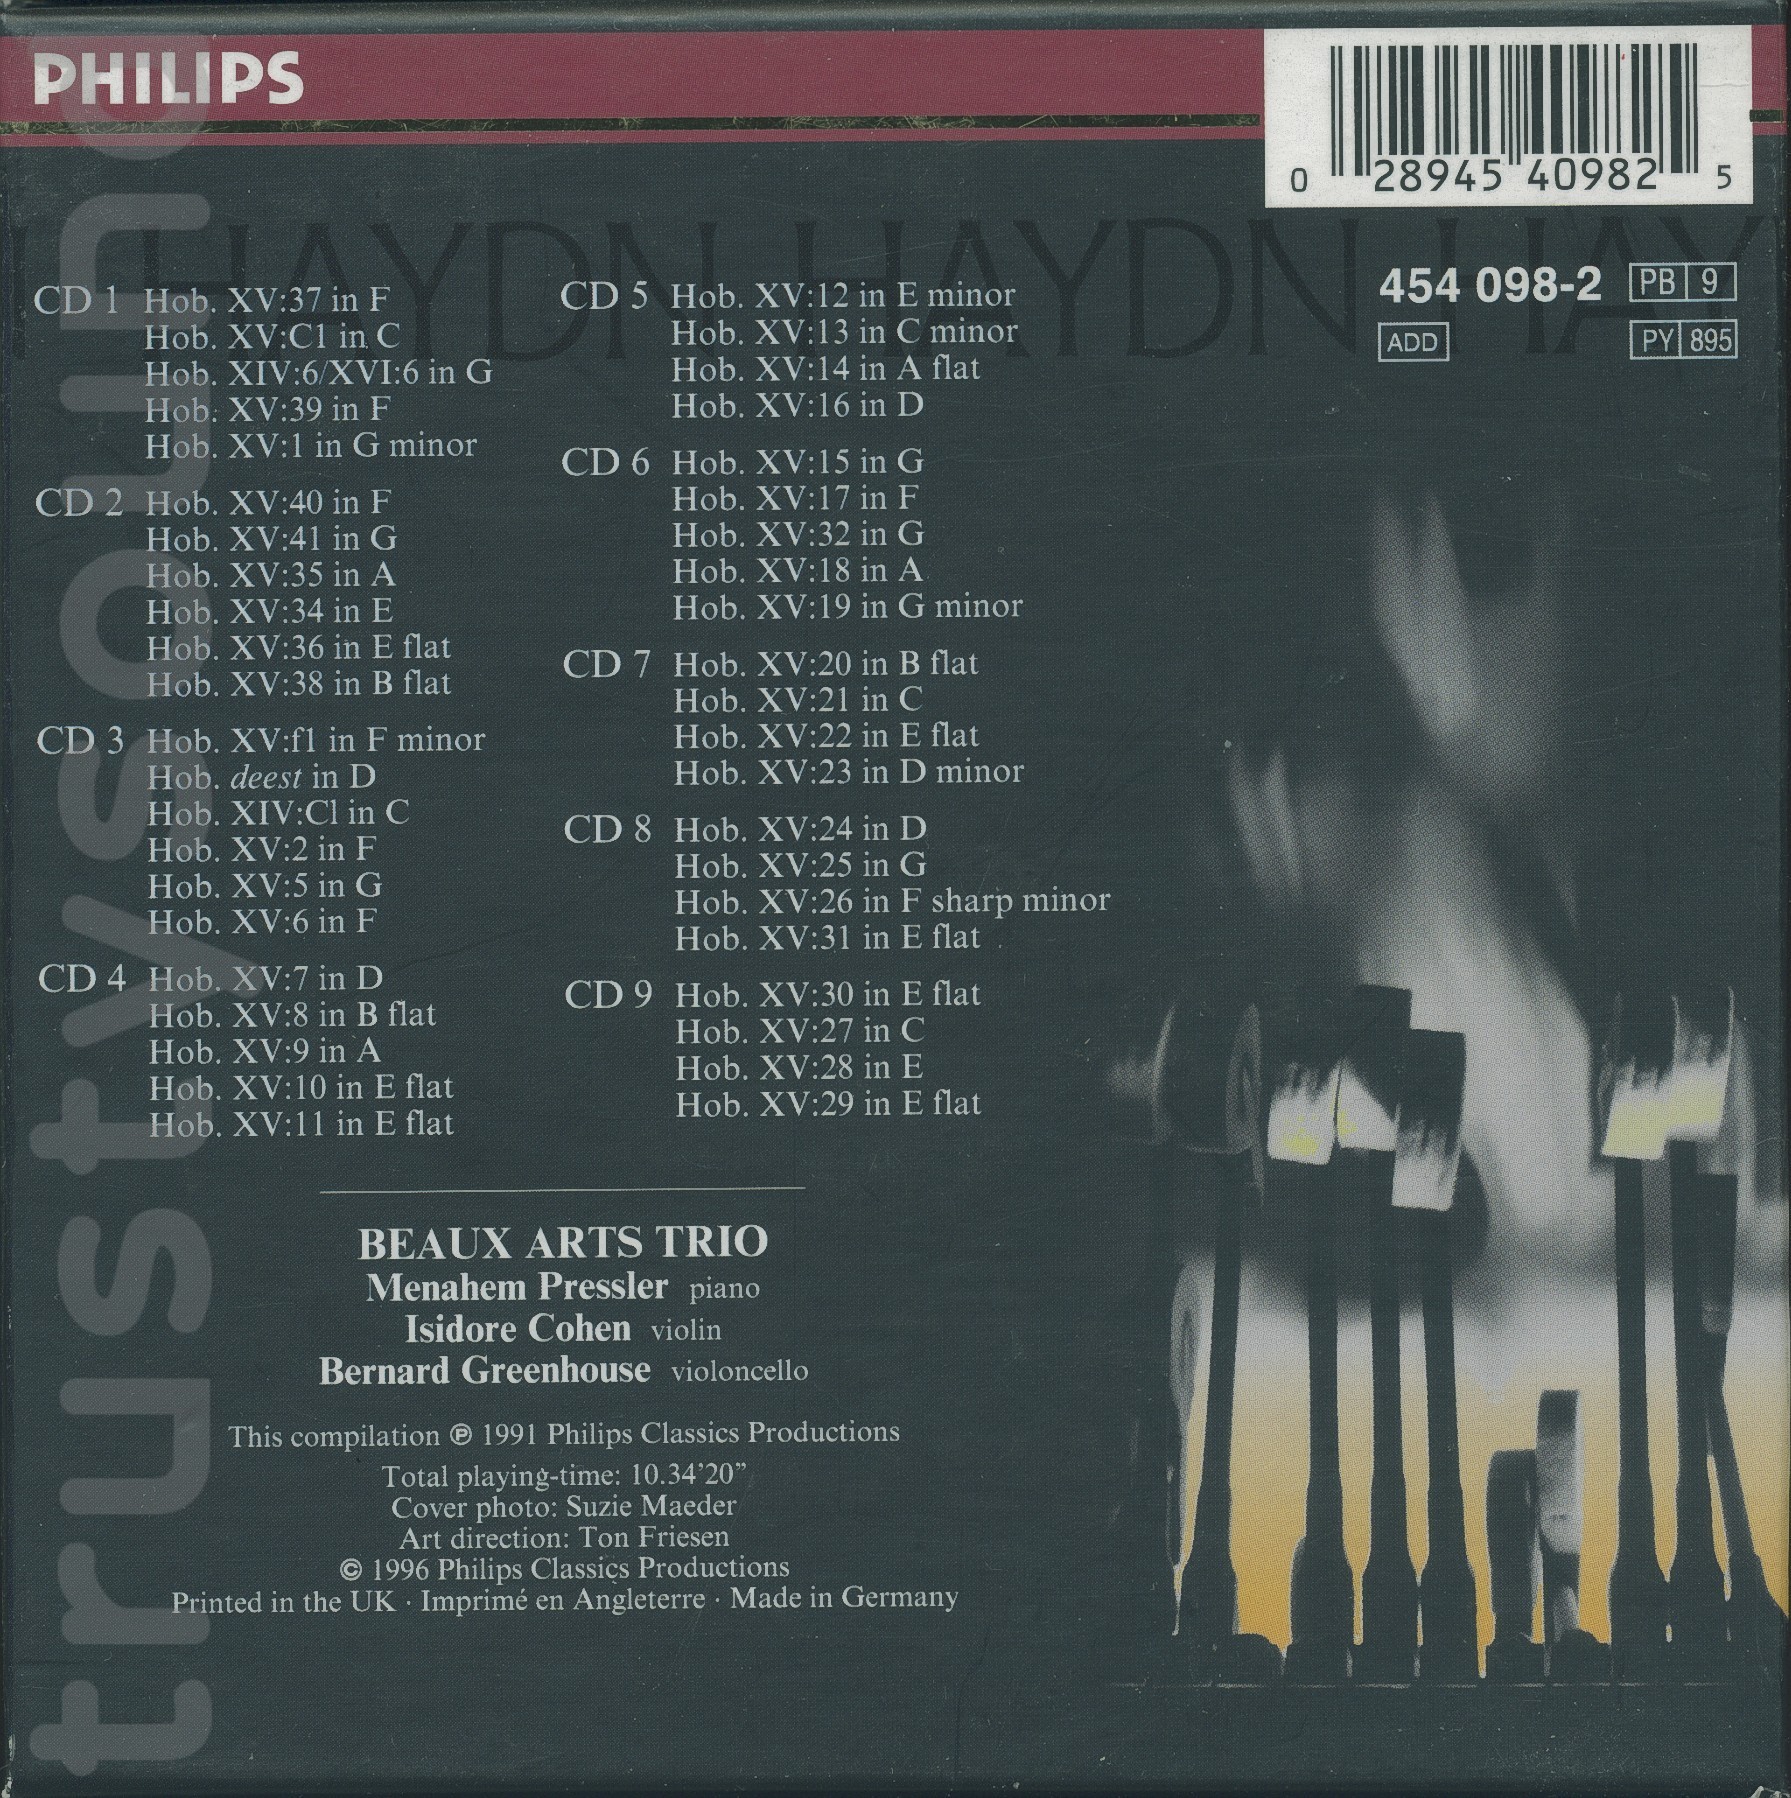 PHILIPS
0 28945 40982 5
HAYDN HAYDN HAY
454 098-2 PB 9
ADD PY 895
CD 1 Hob. XV:37 in F
Hob. XV:C1 in C
Hob. XIV:6/XVI:6 in G
Hob. XV:39 in F
Hob. XV:1 in G minor
CD 2 Hob. XV:40 in F
Hob. XV:41 in G
Hob. XV:35 in A
Hob. XV:34 in E
Hob. XV:36 in E flat
Hob. XV:38 in B flat
CD 3 Hob. XV:f1 in F minor
Hob. deest in D
Hob. XIV:Cl in C
Hob. XV:2 in F
Hob. XV:5 in G
Hob. XV:6 in F
CD 4 Hob. XV:7 in D
Hob. XV:8 in B flat
Hob. XV:9 in A
Hob. XV:10 in E flat
Hob. XV:11 in E flat
CD 5 Hob. XV:12 in E minor
Hob. XV:13 in C minor
Hob. XV:14 in A flat
Hob. XV:16 in D
CD 6 Hob. XV:15 in G
Hob. XV:17 in F
Hob. XV:32 in G
Hob. XV:18 in A
Hob. XV:19 in G minor
CD 7 Hob. XV:20 in B flat
Hob. XV:21 in C
Hob. XV:22 in E flat
Hob. XV:23 in D minor
CD 8 Hob. XV:24 in D
Hob. XV:25 in G
Hob. XV:26 in F sharp minor
Hob. XV:31 in E flat
CD 9 Hob. XV:30 in E flat
Hob. XV:27 in C
Hob. XV:28 in E
Hob. XV:29 in E flat
BEAUX ARTS TRIO
Menahem Pressler piano
Isidore Cohen violin
Bernard Greenhouse violoncello
This compilation ℗ 1991 Philips Classics Productions
Total playing-time: 10.34'20”
Cover photo: Suzie Maeder
Art direction: Ton Friesen
© 1996 Philips Classics Productions
Printed in the UK · Imprimé en Angleterre · Made in Germany
trustysound